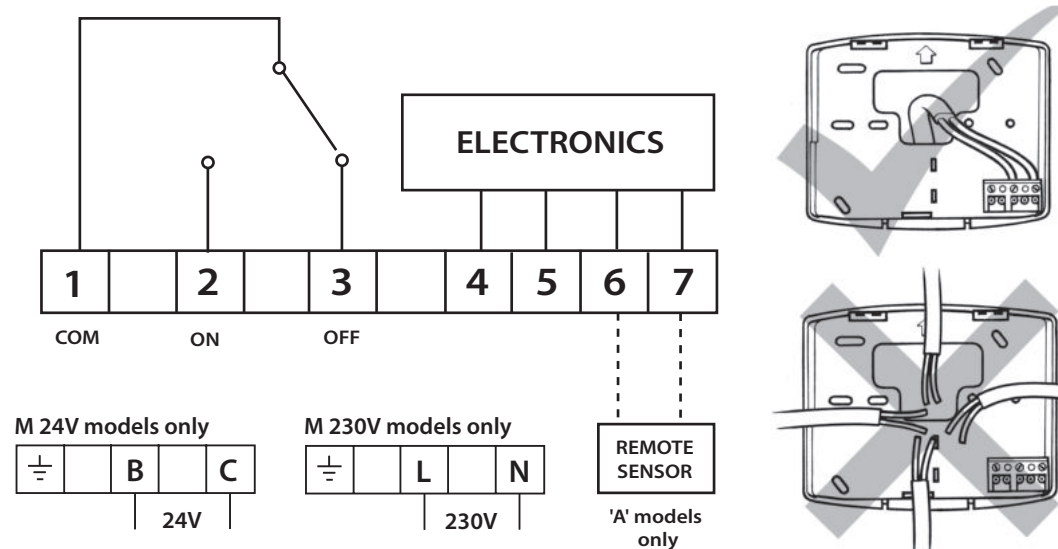 ELECTRONICS
1 2 3 4 5 6 7
COM ON OFF
M 24V models only
B C
24V
M 230V models only
L N
230V
REMOTE
SENSOR
'A' models
only